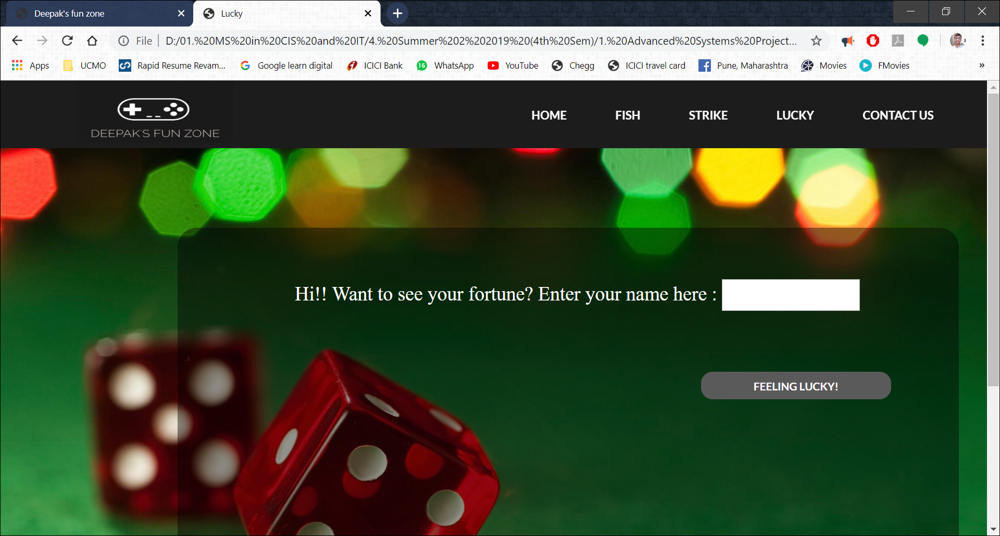 Deepak's fun zone
Lucky
File
D:/01.%20MS%20in%20CIS%20and%20IT/4.%20Summer%202%202019%20(4th%20Sem)/1.%20Advanced%20Systems%20Project...
Apps
UCMO
Rapid Resume Revam...
Google learn digital
ICICI Bank
16
WhatsApp
YouTube
Chegg
ICICI travel card
Pune, Maharashtra
Movies
FMovies
»
DEEPAK'S FUN ZONE
HOME
FISH
STRIKE
LUCKY
CONTACT US
Hi!! Want to see your fortune? Enter your name here :
FEELING LUCKY!